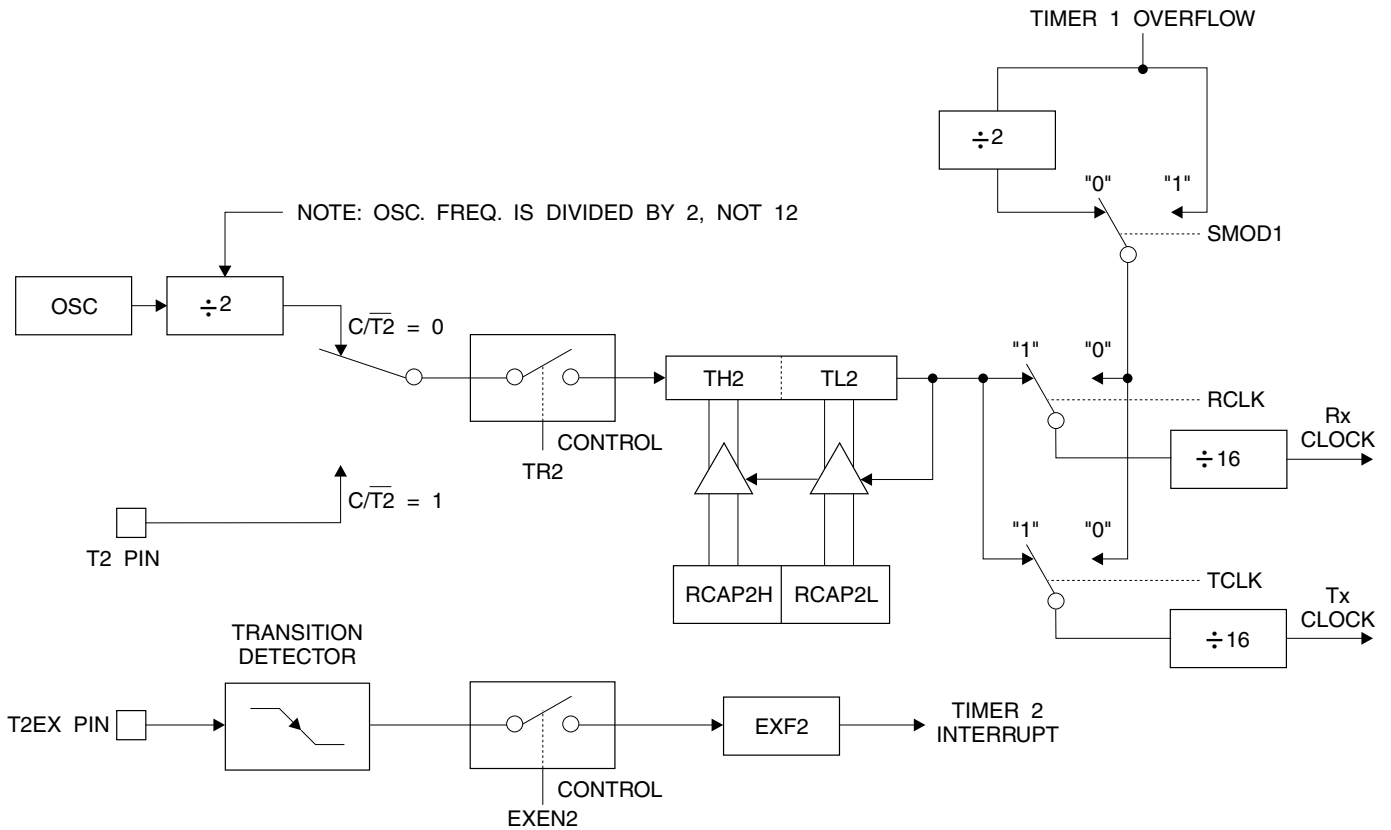 TIMER 1 OVERFLOW
÷2
"0" "1"
SMOD1
NOTE: OSC. FREQ. IS DIVIDED BY 2, NOT 12
OSC
÷2
C/T̅2̅ = 0
TH2 TL2
"1" "0"
RCLK
Rx
CLOCK
÷16
CONTROL
TR2
C/T̅2̅ = 1
T2 PIN
RCAP2H RCAP2L
"1" "0"
TCLK
Tx
CLOCK
÷16
TRANSITION
DETECTOR
T2EX PIN
EXF2
TIMER 2
INTERRUPT
CONTROL
EXEN2